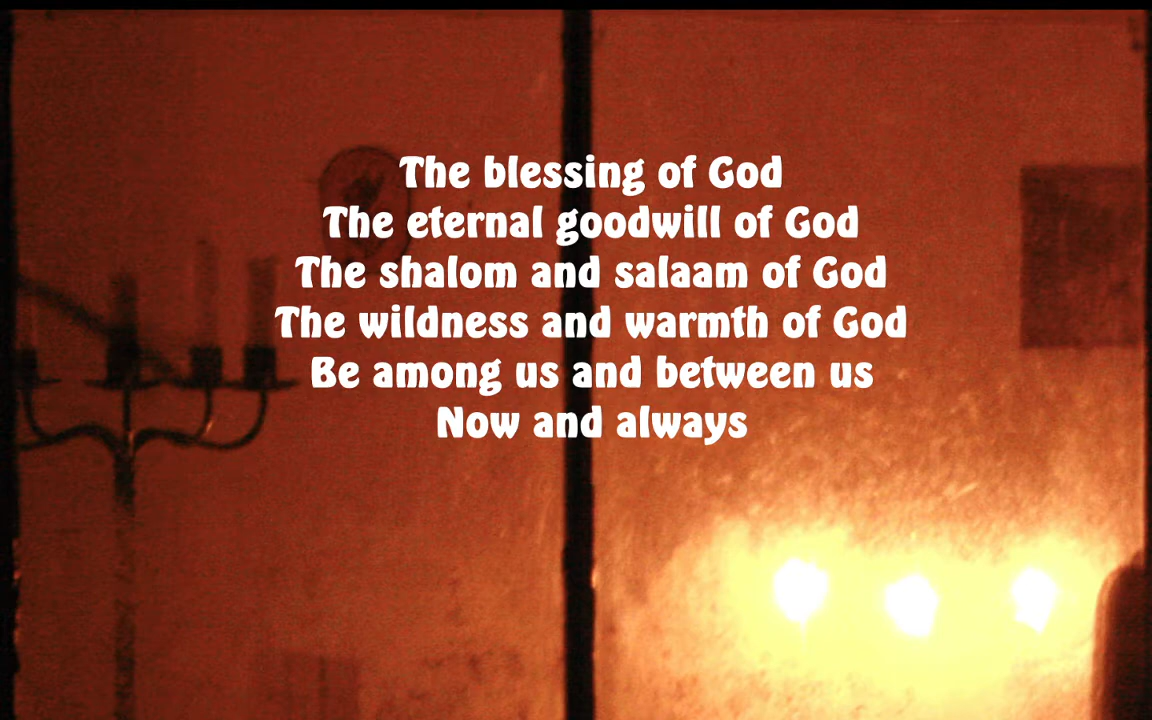 The blessing of God
The eternal goodwill of God
The shalom and salaam of God
The wildness and warmth of God
Be among us and between us
Now and always